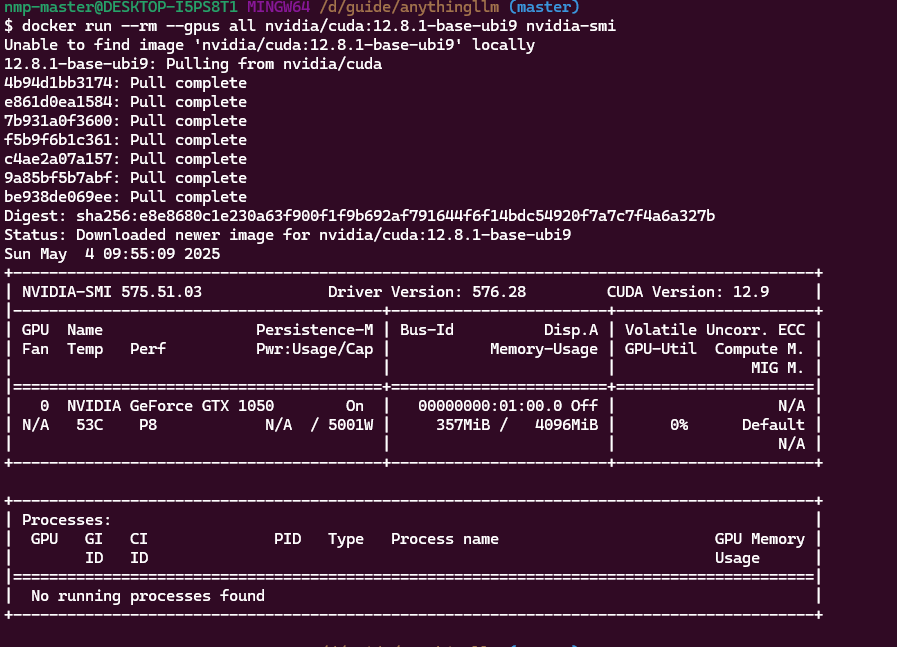 nmp-master@DESKTOP-I5PS8T1 MINGW64 /d/guide/anythingllm (master)
$ docker run --rm --gpus all nvidia/cuda:12.8.1-base-ubi9 nvidia-smi
Unable to find image 'nvidia/cuda:12.8.1-base-ubi9' locally
12.8.1-base-ubi9: Pulling from nvidia/cuda
4b94d1bb3174: Pull complete
e861d0ea1584: Pull complete
7b931a0f3600: Pull complete
f5b9f6b1c361: Pull complete
c4ae2a07a157: Pull complete
9a85bf5b7abf: Pull complete
be938de069ee: Pull complete
Digest: sha256:e8e8680c1e230a63f900f1f9b692af791644f6f14bdc54920f7a7c7f4a6a327b
Status: Downloaded newer image for nvidia/cuda:12.8.1-base-ubi9
Sun May  4 09:55:09 2025
+-----------------------------------------------------------------------------------------+
| NVIDIA-SMI 575.51.03              Driver Version: 576.28         CUDA Version: 12.9     |
|-----------------------------------------+------------------------+----------------------+
| GPU  Name                 Persistence-M | Bus-Id          Disp.A | Volatile Uncorr. ECC |
| Fan  Temp   Perf          Pwr:Usage/Cap |           Memory-Usage | GPU-Util  Compute M. |
|                                         |                        |               MIG M. |
|=========================================+========================+======================|
|   0  NVIDIA GeForce GTX 1050        On  |   00000000:01:00.0 Off |                  N/A |
| N/A   53C    P8            N/A  / 5001W |     357MiB /   4096MiB |      0%      Default |
|                                         |                        |                  N/A |
+-----------------------------------------+------------------------+----------------------+

+-----------------------------------------------------------------------------------------+
| Processes:                                                                              |
|  GPU   GI   CI              PID   Type   Process name                        GPU Memory |
|        ID   ID                                                               Usage      |
|=========================================================================================|
|  No running processes found                                                             |
+-----------------------------------------------------------------------------------------+